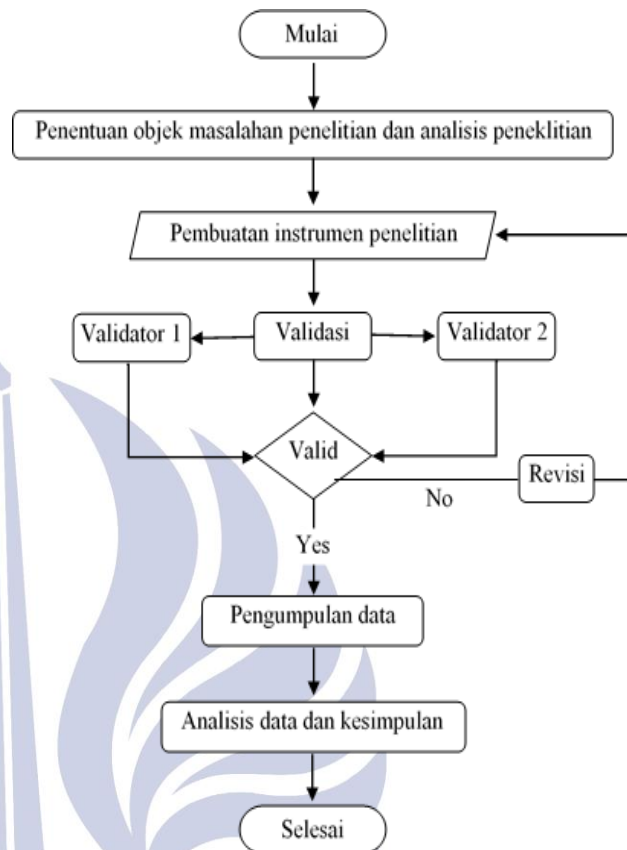 Mulai
Penentuan objek masalahan penelitian dan analisis peneklitian
Pembuatan instrumen penelitian
Validator 1
Validasi
Validator 2
Valid
Revisi
No
Yes
Pengumpulan data
Analisis data dan kesimpulan
Selesai